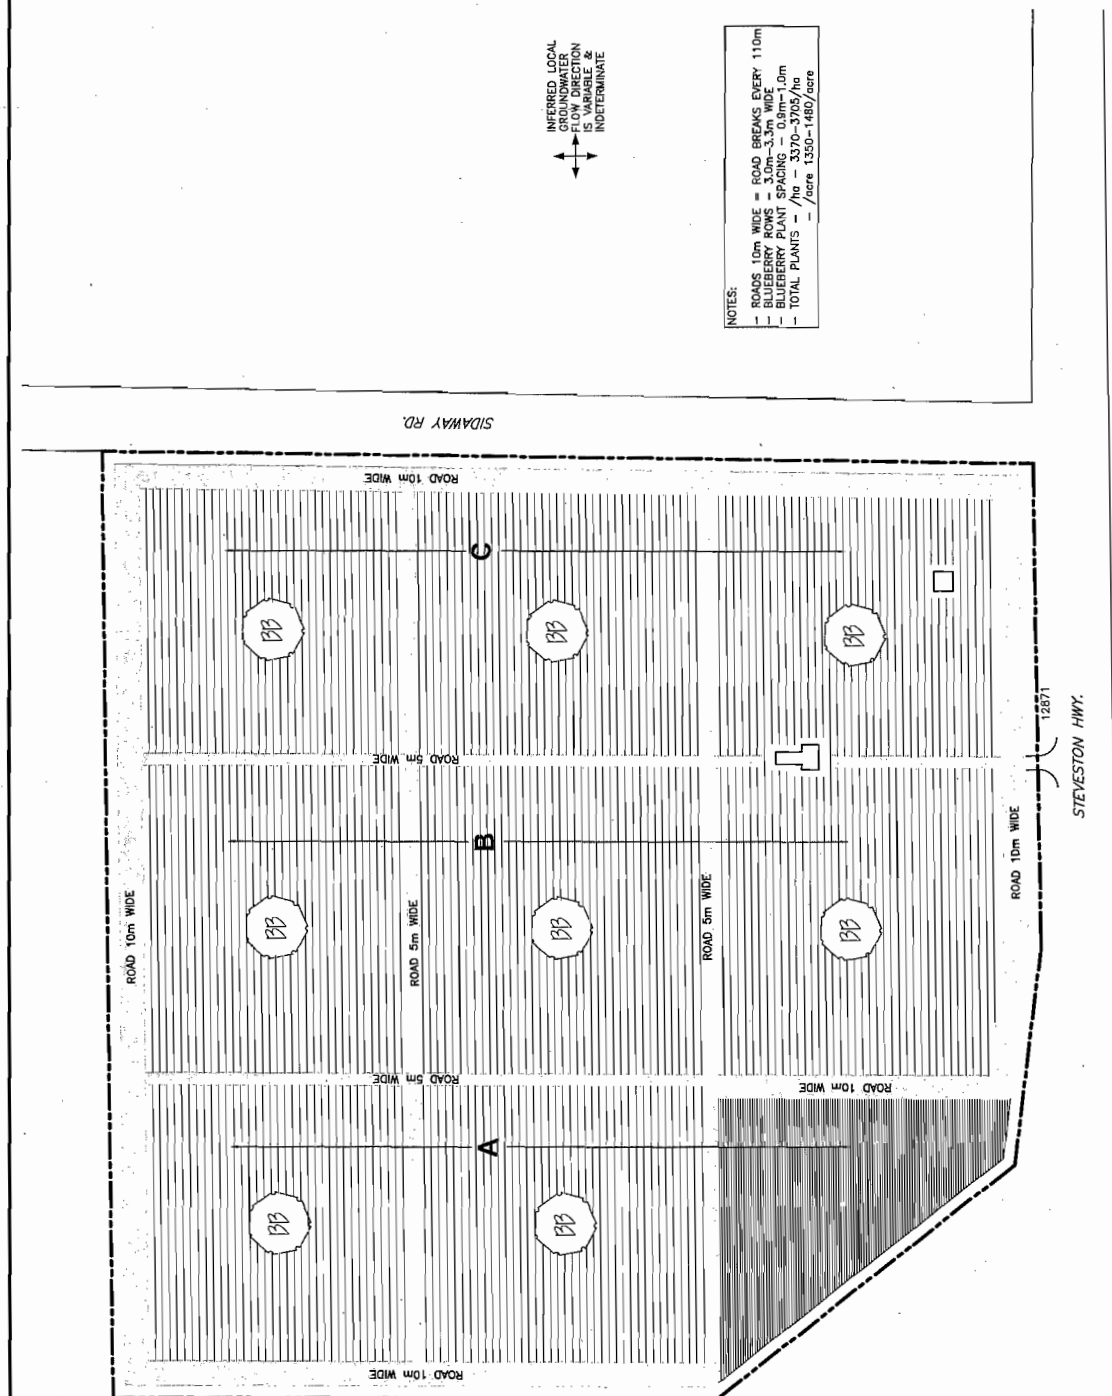 INFERRED LOCAL
GROUNDWATER
FLOW DIRECTION
IS VARIABLE &
INDETERMINATE
NOTES:
- ROADS 10m WIDE = ROAD BREAKS EVERY 110m
- BLUEBERRY ROWS - 3.0m-3.3m WIDE
- BLUEBERRY PLANT SPACING - 0.9m-1.0m
- TOTAL PLANTS - /ha - 3370-3705/ha
- /acre 1350-1480/acre
SIDAWAY RD.
ROAD 10m WIDE
C
BB
BB
BB
ROAD 5m WIDE
12871
STEVESTON HWY.
B
ROAD 10m WIDE
ROAD 5m WIDE
ROAD 5m WIDE
ROAD 10m WIDE
BB
BB
BB
ROAD 5m WIDE
ROAD 10m WIDE
A
BB
BB
ROAD 10m WIDE